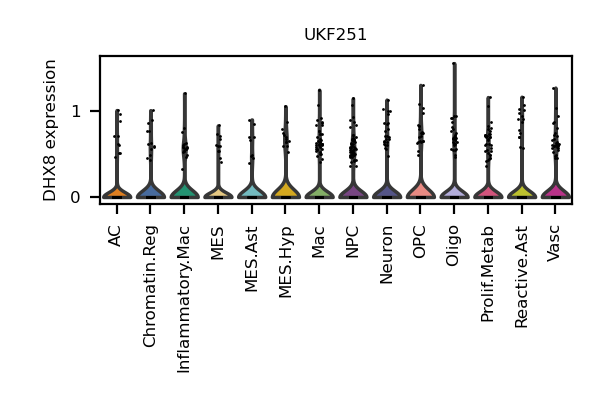 UKF251
DHX8 expression
1
0
AC
Chromatin.Reg
Inflammatory.Mac
MES
MES.Ast
MES.Hyp
Mac
NPC
Neuron
OPC
Oligo
Prolif.Metab
Reactive.Ast
Vasc